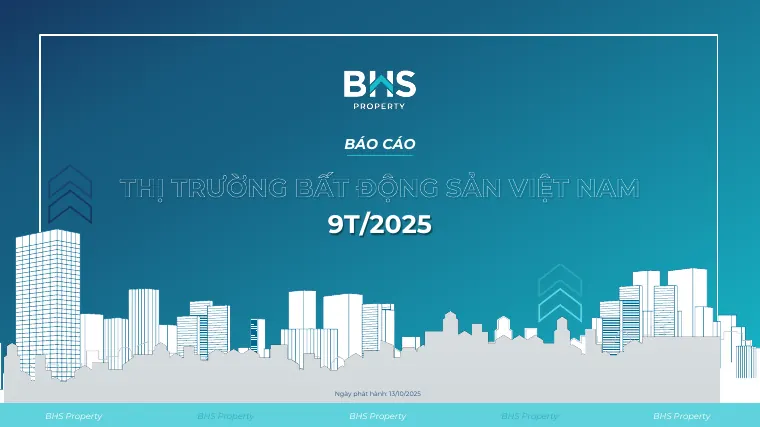 BHS
PROPERTY
BÁO CÁO
THỊ TRƯỜNG BẤT ĐỘNG SẢN VIỆT NAM
9T/2025
Ngày phát hành: 13/10/2025
BHS Property BHS Property BHS Property BHS Property BHS Property